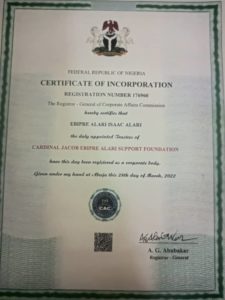 FEDERAL REPUBLIC OF NIGERIA
CERTIFICATE OF INCORPORATION
REGISTRATION NUMBER 176960
The Registrar - General of Corporate Affairs Commission
hereby certifies that
EBIPRE ALARI ISAAC ALARI
the duly appointed Trustees of
CARDINAL JACOB EBIPRE ALARI SUPPORT FOUNDATION
have this day been registered as a corporate body.
Given under my hand at Abuja this 28th day of March, 2022
CAC
A. G. Abubakar
Registrar - General